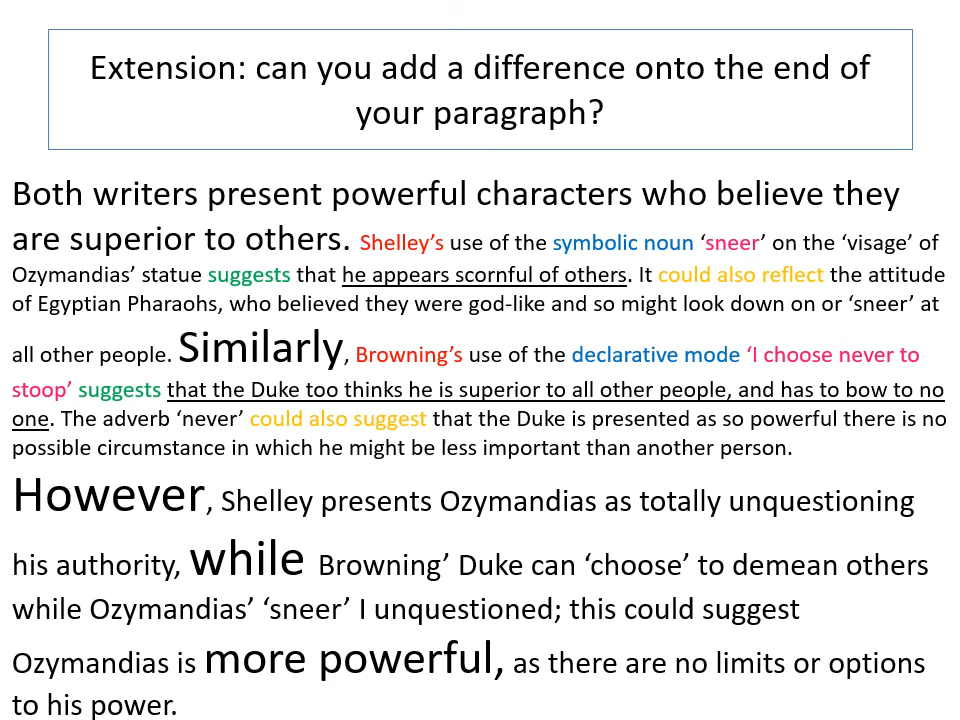 Extension: can you add a difference onto the end of
your paragraph?
Both writers present powerful characters who believe they
are superior to others. Shelley’s use of the symbolic noun ‘sneer’ on the ‘visage’ of
Ozymandias’ statue suggests that he appears scornful of others. It could also reflect the attitude
of Egyptian Pharaohs, who believed they were god-like and so might look down on or ‘sneer’ at
all other people. Similarly, Browning’s use of the declarative mode ‘I choose never to
stoop’ suggests that the Duke too thinks he is superior to all other people, and has to bow to no
one. The adverb ‘never’ could also suggest that the Duke is presented as so powerful there is no
possible circumstance in which he might be less important than another person.
However, Shelley presents Ozymandias as totally unquestioning
his authority, while Browning’ Duke can ‘choose’ to demean others
while Ozymandias’ ‘sneer’ I unquestioned; this could suggest
Ozymandias is more powerful, as there are no limits or options
to his power.